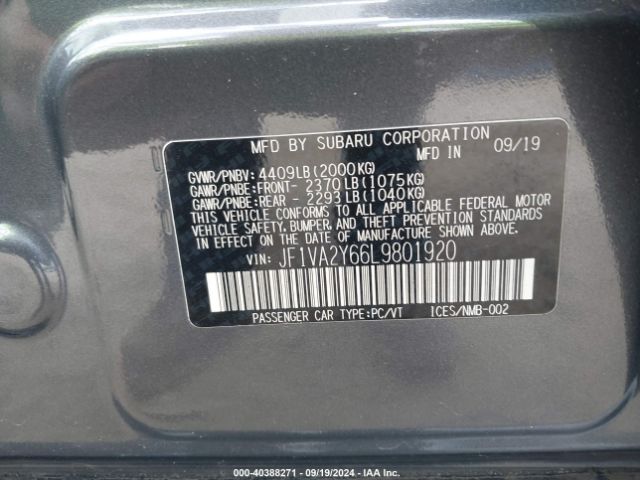 MFD BY SUBARU CORPORATION
MFD IN 09/19
GVWR/PNBV: 4409LB(2000KG)
GAWR/PNBE:FRONT- 2370LB(1075KG)
GAWR/PNBE:REAR - 2293LB(1040KG)
THIS VEHICLE CONFORMS TO ALL APPLICABLE FEDERAL MOTOR
VEHICLE SAFETY, BUMPER, AND THEFT PREVENTION STANDARDS
IN EFFECT ON THE DATE OF MANUFACTURE SHOWN ABOVE.
VIN: JF1VA2Y66L9801920
PASSENGER CAR TYPE:PC/VT ICES/NMB-002
000-40388271 - 09/19/2024 - IAA Inc.